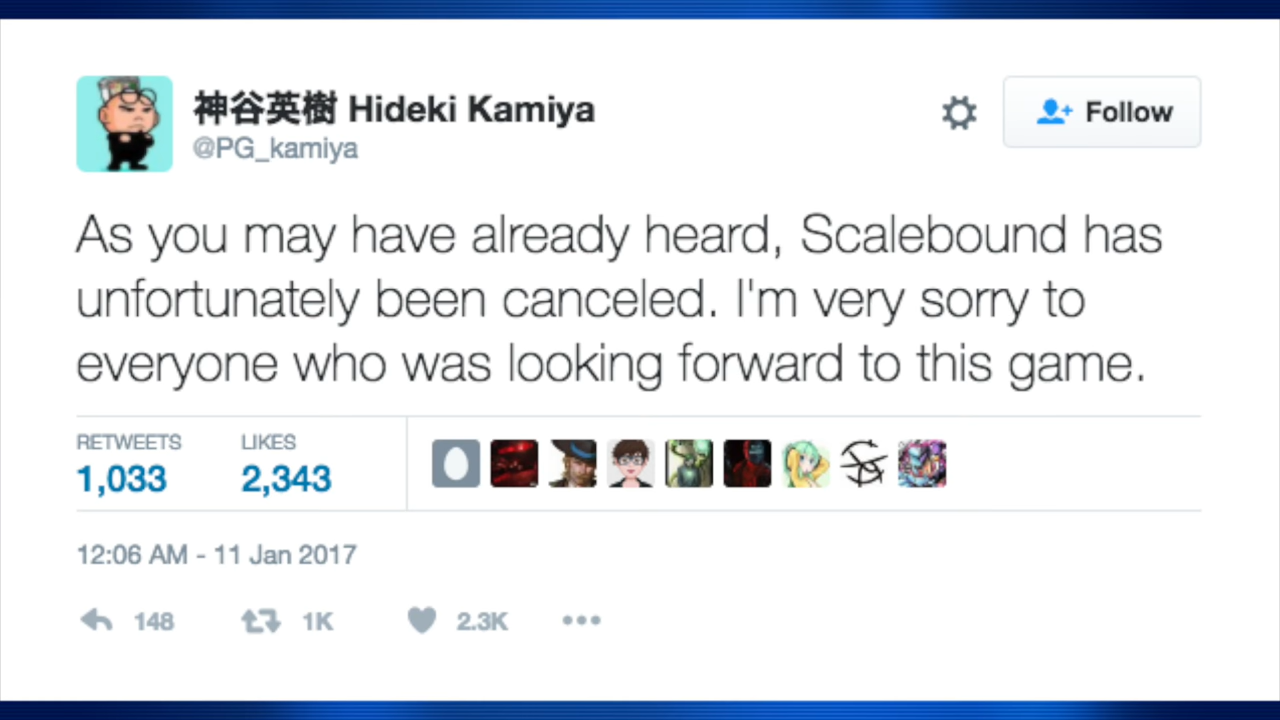 神谷英樹 Hideki Kamiya
@PG_kamiya
Follow
As you may have already heard, Scalebound has
unfortunately been canceled. I'm very sorry to
everyone who was looking forward to this game.
RETWEETS LIKES
1,033 2,343
12:06 AM - 11 Jan 2017
148 1K 2.3K